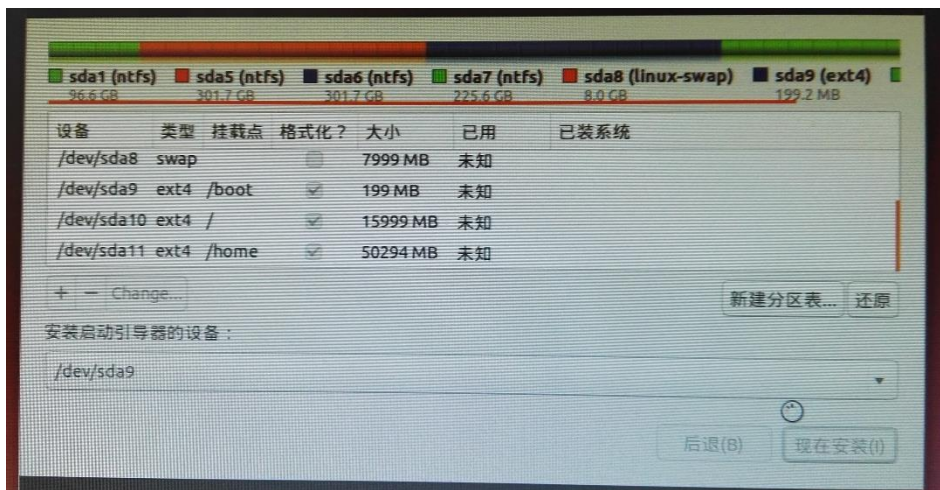 sda1 (ntfs) sda5 (ntfs) sda6 (ntfs) sda7 (ntfs) sda8 (linux-swap) sda9 (ext4)
96.6 GB 301.7 GB 301.7 GB 225.6 GB 8.0 GB 199.2 MB
设备 类型 挂载点 格式化？ 大小 已用 已装系统
/dev/sda8 swap 7999 MB 未知
/dev/sda9 ext4 /boot 199 MB 未知
/dev/sda10 ext4 / 15999 MB 未知
/dev/sda11 ext4 /home 50294 MB 未知
+ − Change... 新建分区表... 还原
安装启动引导器的设备：
/dev/sda9
后退(B) 现在安装(I)